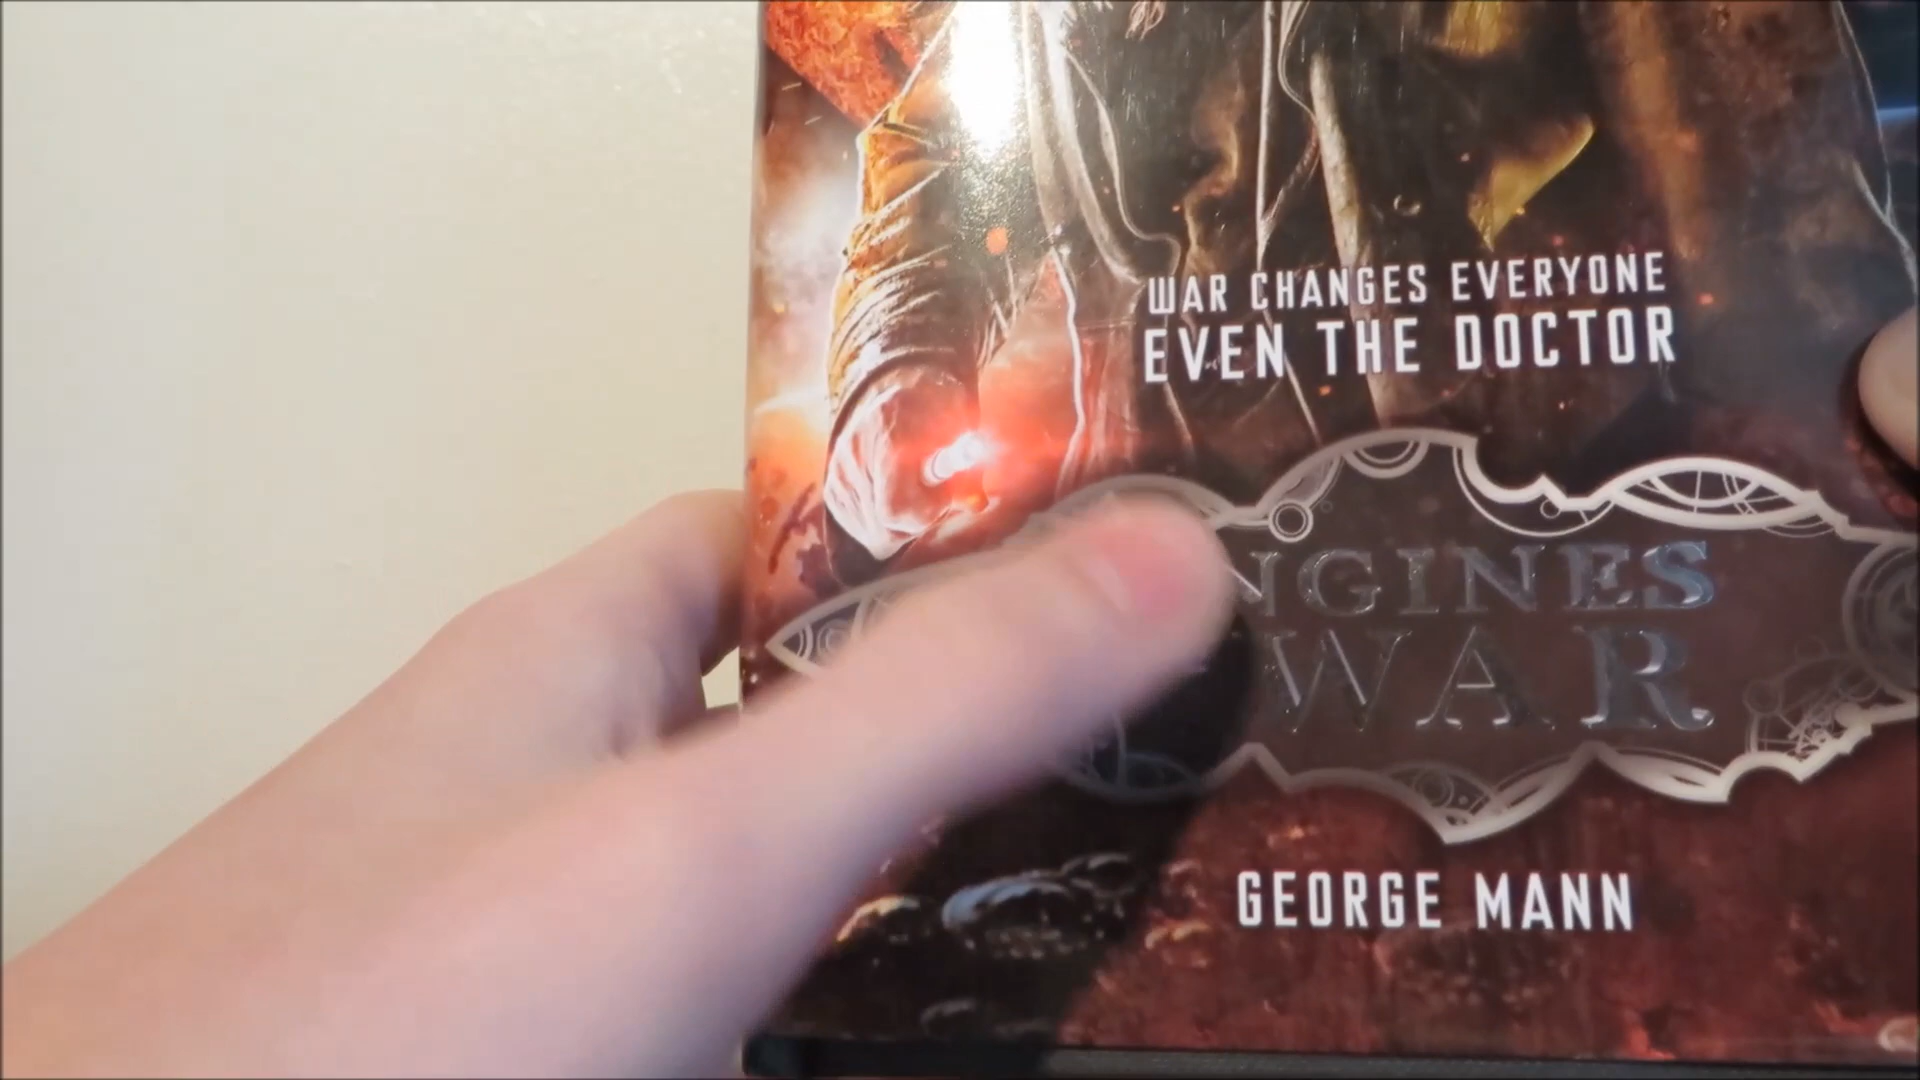 WAR CHANGES EVERYONE
EVEN THE DOCTOR
NGINES
WAR
GEORGE MANN